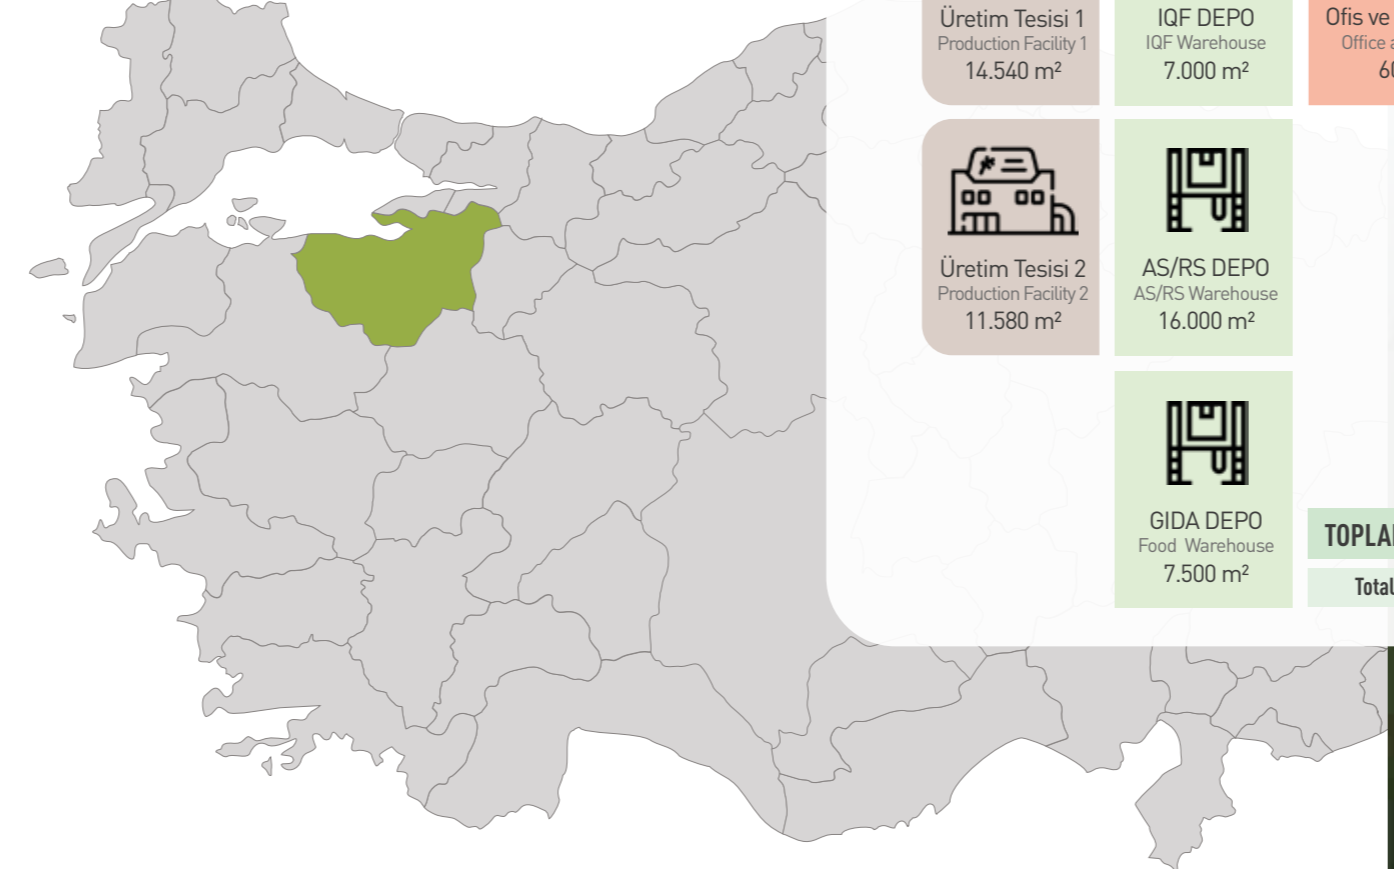 Üretim Tesisi 1
Production Facility 1
14.540 m²
IQF DEPO
IQF Warehouse
7.000 m²
Ofis ve
Office
Üretim Tesisi 2
Production Facility 2
11.580 m²
AS/RS DEPO
AS/RS Warehouse
16.000 m²
GIDA DEPO
Food Warehouse
7.500 m²
Total